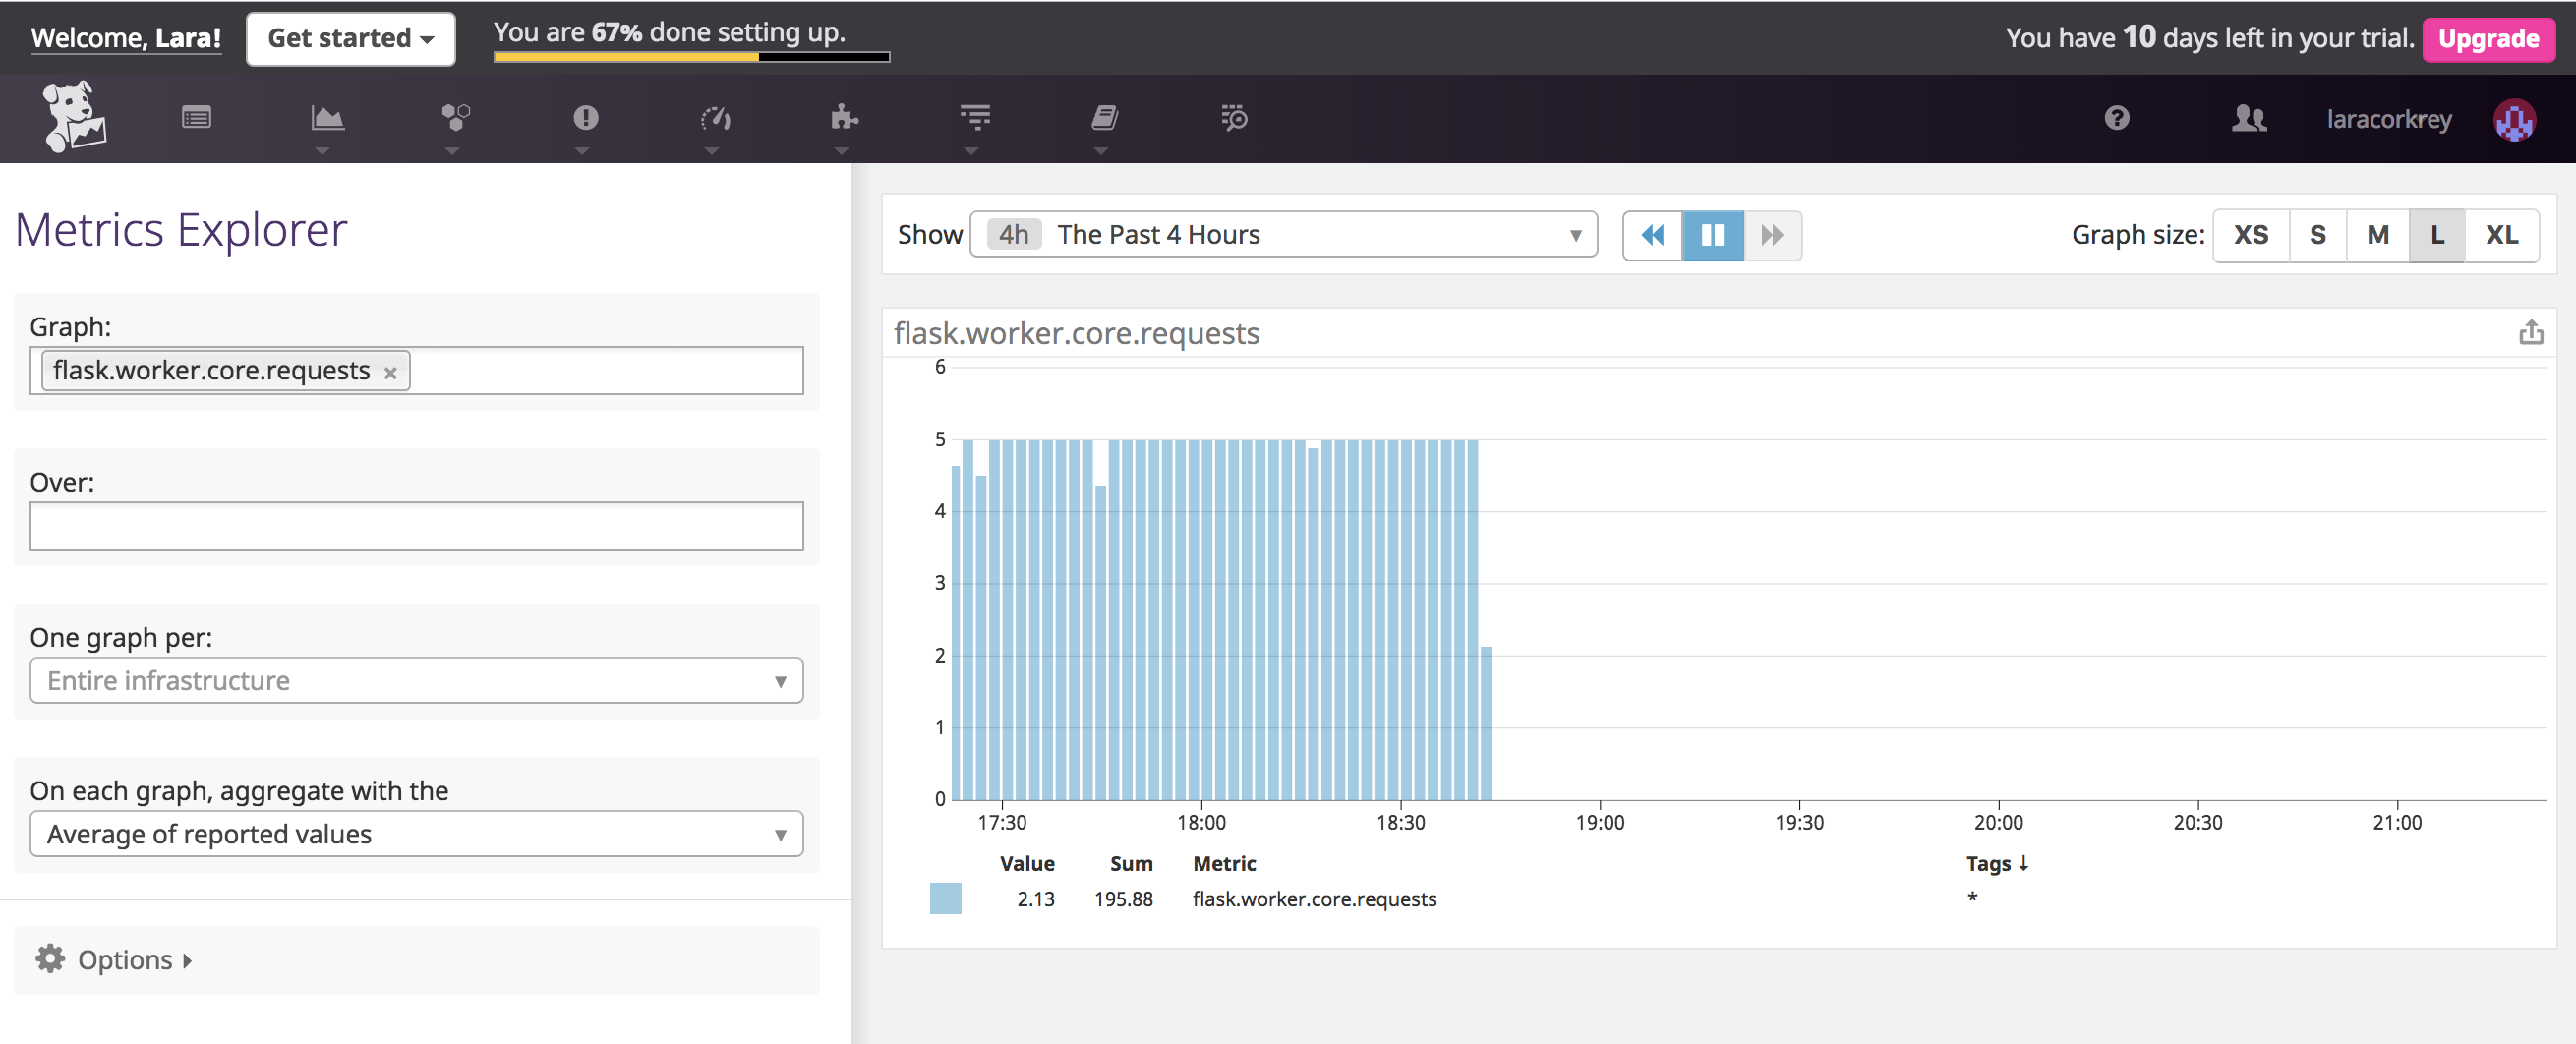 Welcome, Lara!
Get started
You are 67% done setting up.
You have 10 days left in your trial.
Upgrade
laracorkrey
Metrics Explorer
Graph:
flask.worker.core.requests ×
Over:
One graph per:
Entire infrastructure
On each graph, aggregate with the
Average of reported values
Options
Show 4h The Past 4 Hours
Graph size: XS S M L XL
flask.worker.core.requests
6
5
4
3
2
1
0
17:30 18:00 18:30 19:00 19:30 20:00 20:30 21:00
Value Sum Metric Tags ↓
2.13 195.88 flask.worker.core.requests *